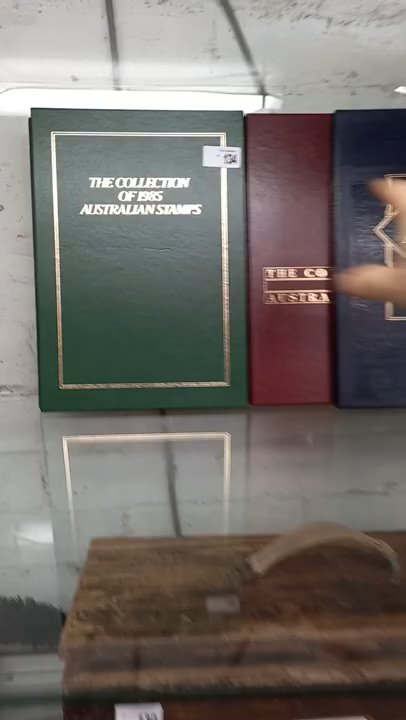 THE COLLECTION
OF 1985
AUSTRALIAN STAMPS
THE CO
AUSTRA